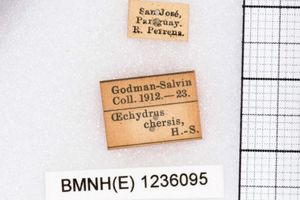 San José,
Paraguay.
R. Perrens.
Godman-Salvin
Coll. 1912.—23.
Œchydrus
chersis,
H.-S.
BMNH(E) 1236095